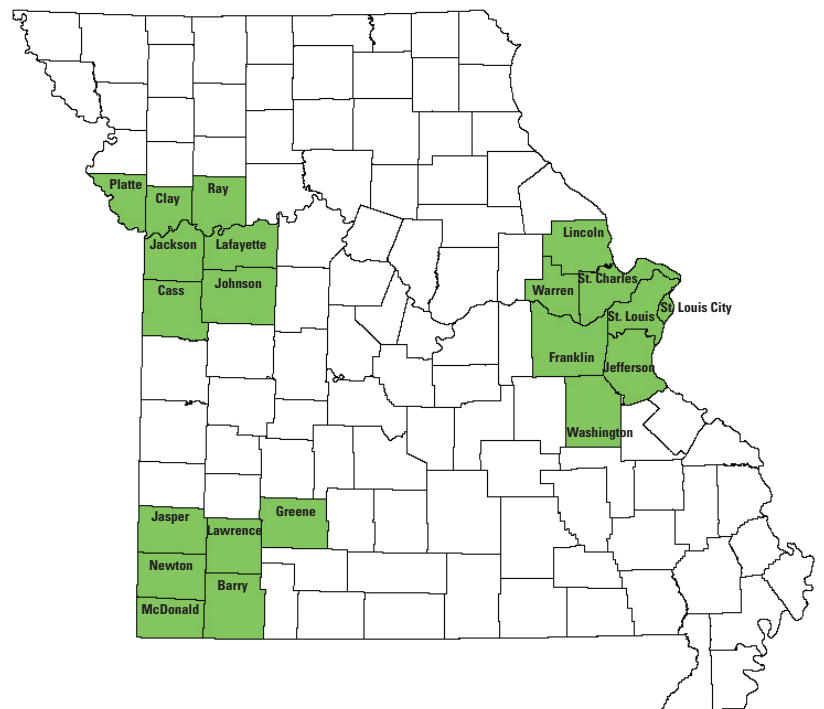 Platte
Clay
Ray
Jackson
Lafayette
Cass
Johnson
Lincoln
St. Charles
Warren
St. Louis
St. Louis City
Franklin
Jefferson
Washington
Jasper
Lawrence
Greene
Newton
Barry
McDonald